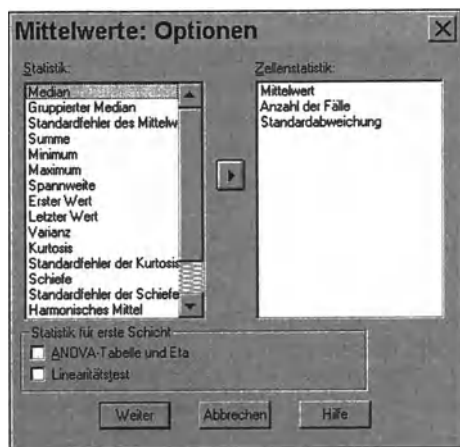 Mittelwerte: Optionen
Statistik:
Median
Gruppierter Median
Standardfehler des Mittelw
Summe
Minimum
Maximum
Spannweite
Erster Wert
Letzter Wert
Varianz
Kurtosis
Standardfehler der Kurtosis
Schiefe
Standardfehler der Schiefe
Harmonisches Mittel
Zellenstatistik:
Mittelwert
Anzahl der Fälle
Standardabweichung
Statistik für erste Schicht
ANOVA-Tabelle und Eta
Linearitätstest
Weiter
Abbrechen
Hilfe